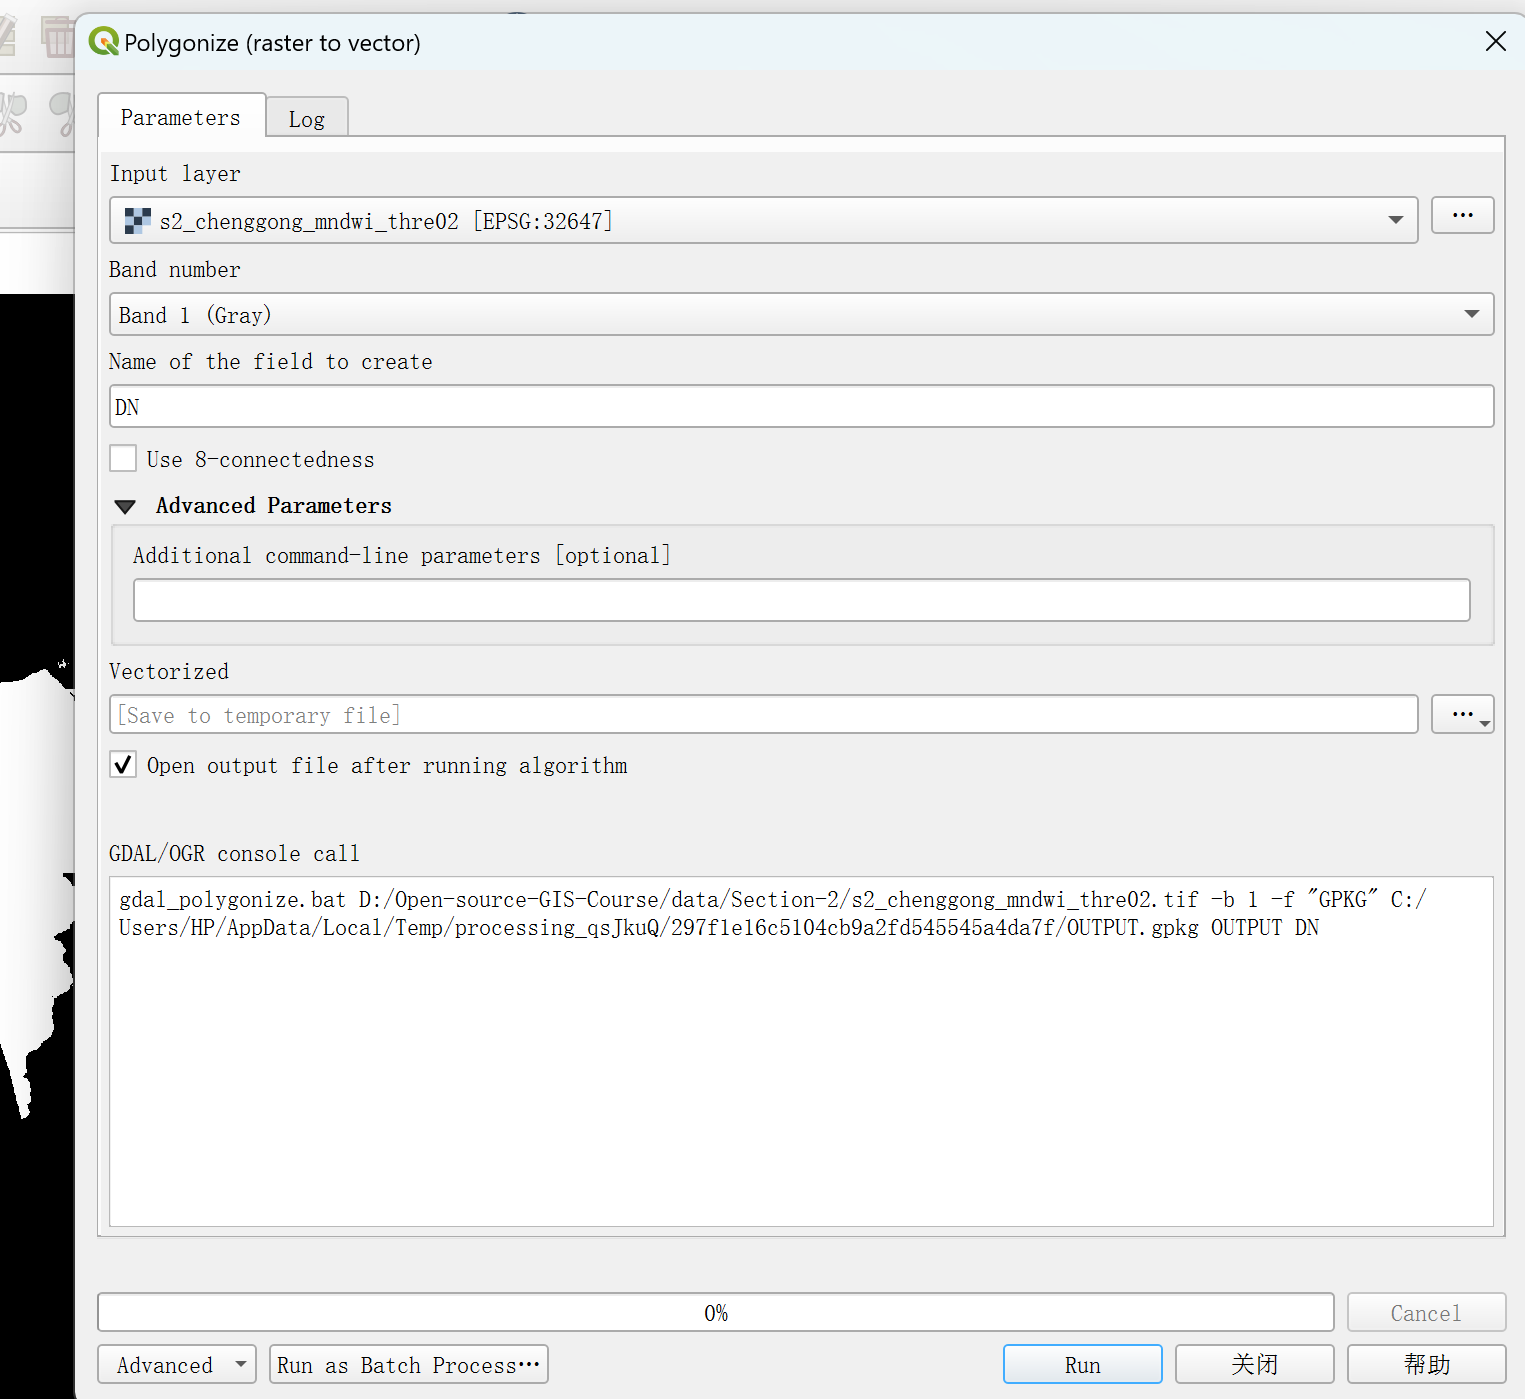 Polygonize (raster to vector)
Parameters
Log
Input layer
s2_chenggong_mndwi_thre02 [EPSG:32647]
...
Band number
Band 1 (Gray)
Name of the field to create
DN
Use 8-connectedness
Advanced Parameters
Additional command-line parameters [optional]
Vectorized
[Save to temporary file]
...
Open output file after running algorithm
GDAL/OGR console call
gdal_polygonize.bat D:/Open-source-GIS-Course/data/Section-2/s2_chenggong_mndwi_thre02.tif -b 1 -f "GPKG" C:/
Users/HP/AppData/Local/Temp/processing_qsJkuQ/297f1e16c5104cb9a2fd545545a4da7f/OUTPUT.gpkg OUTPUT DN
0%
Cancel
Advanced
Run as Batch Process…
Run
关闭
帮助